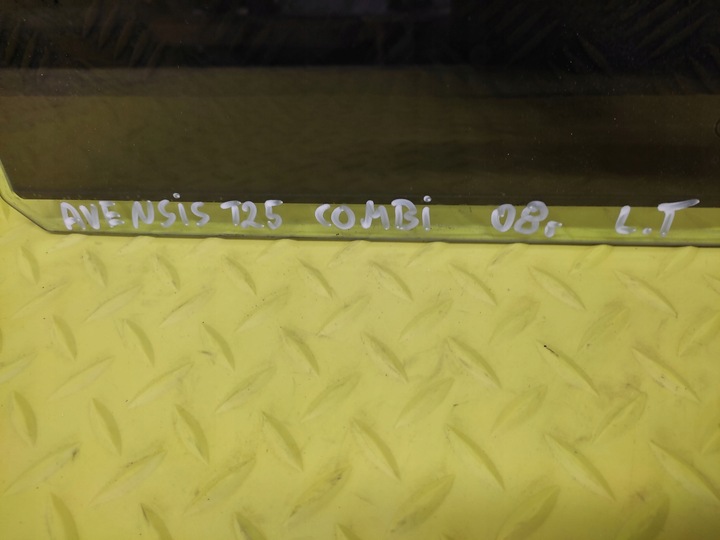 AVENSiS T25 COMBi 08r L.T